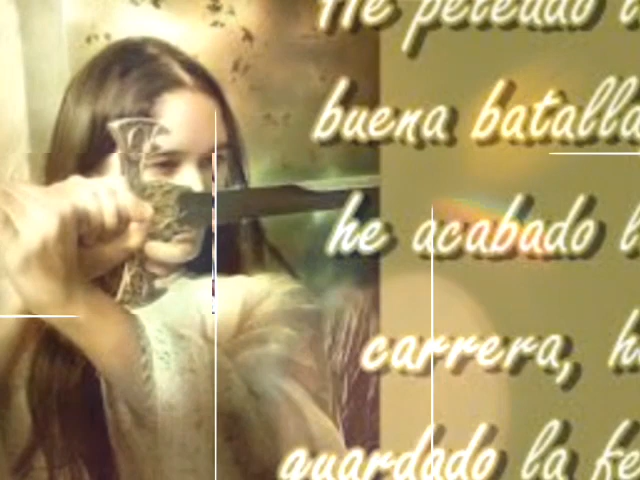 He peleado
buena batalla
he acabado l
carrera, h
guardado la fe